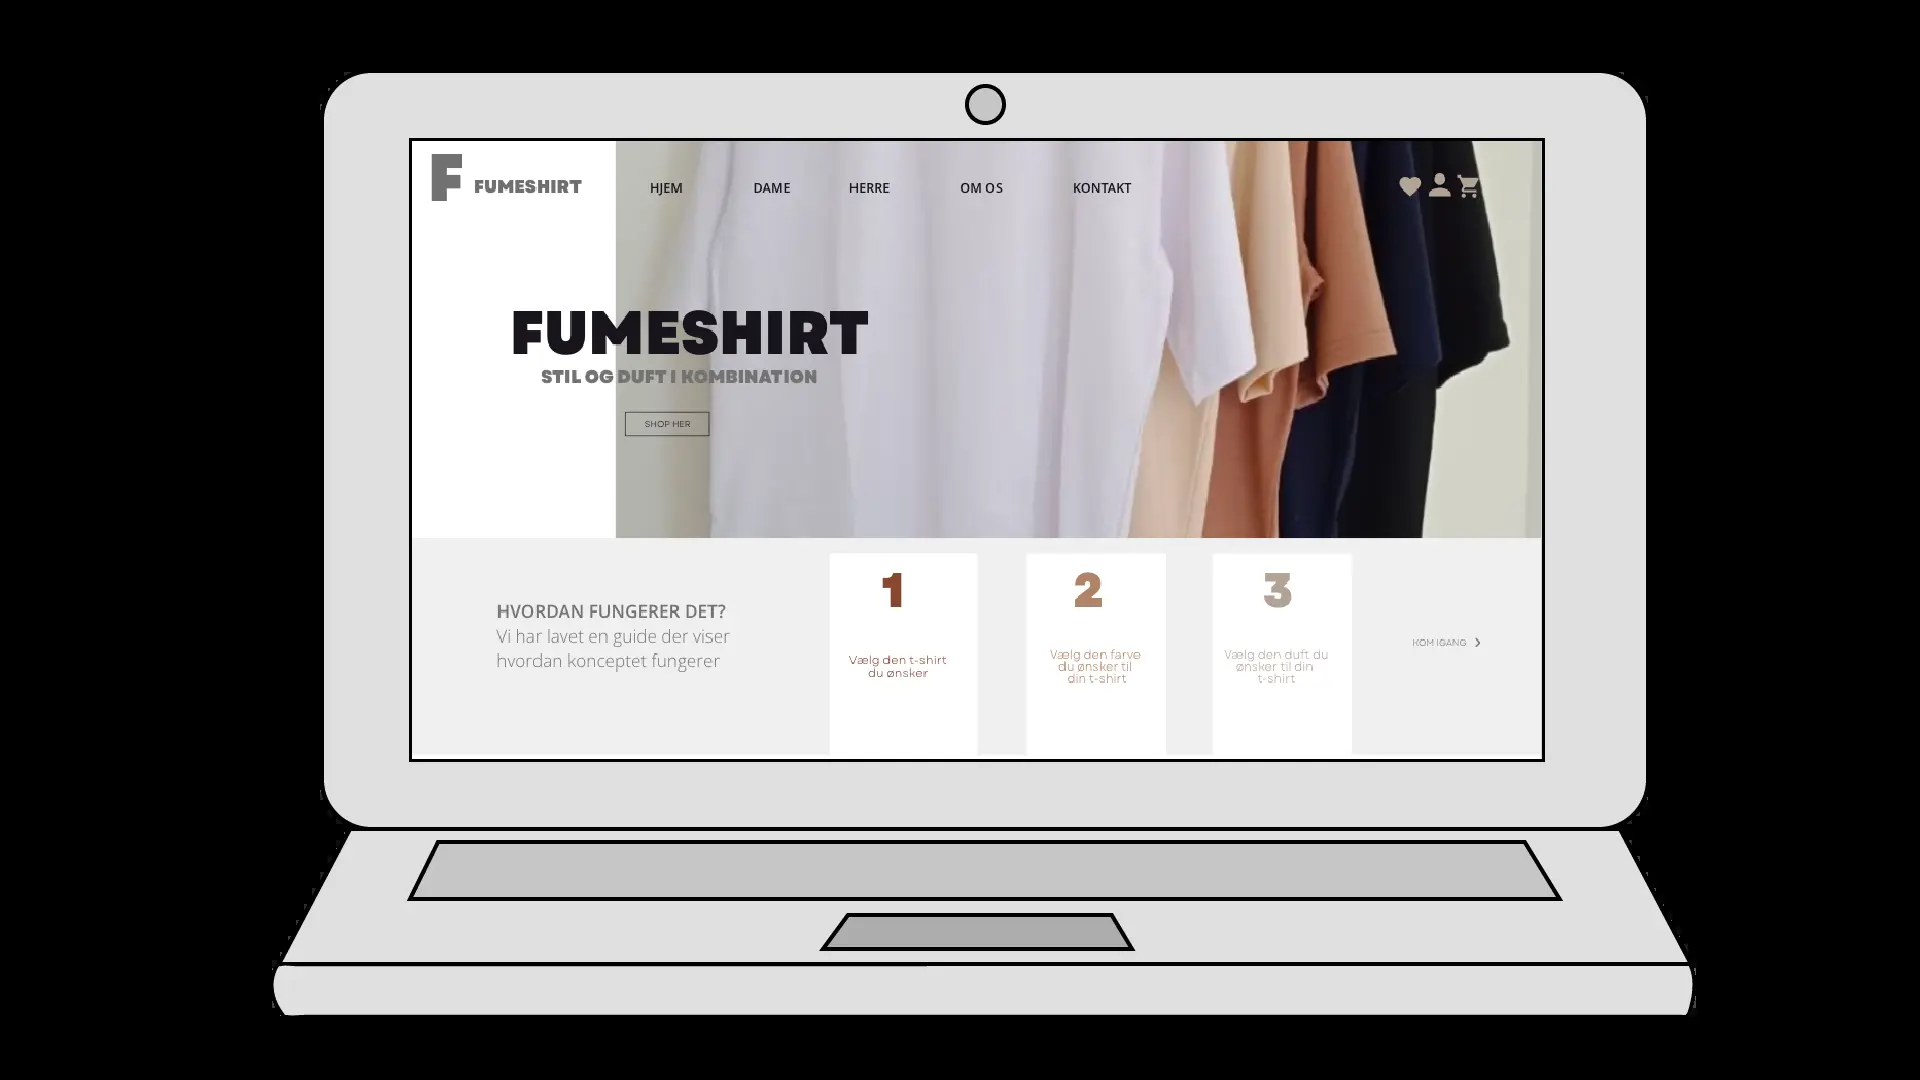 F FUMESHIRT
HJEM DAME HERRE OM OS KONTAKT
FUMESHIRT
STIL OG DUFT I KOMBINATION
SHOP HER
HVORDAN FUNGERER DET?
Vi har lavet en guide der viser
hvordan konceptet fungerer
1
Vælg den t-shirt
du ønsker
2
Vælg den farve
du ønsker til
din t-shirt
3
Vælg den duft du
ønsker til din
t-shirt
KOM IGANG